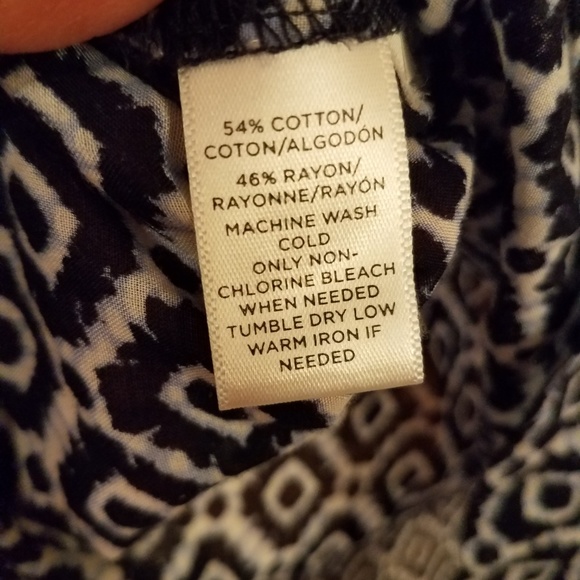 54% COTTON/
COTON/ALGODÓN
46% RAYON/
RAYONNE/RAYÓN
MACHINE WASH
COLD
ONLY NON-
CHLORINE BLEACH
WHEN NEEDED
TUMBLE DRY LOW
WARM IRON IF
NEEDED